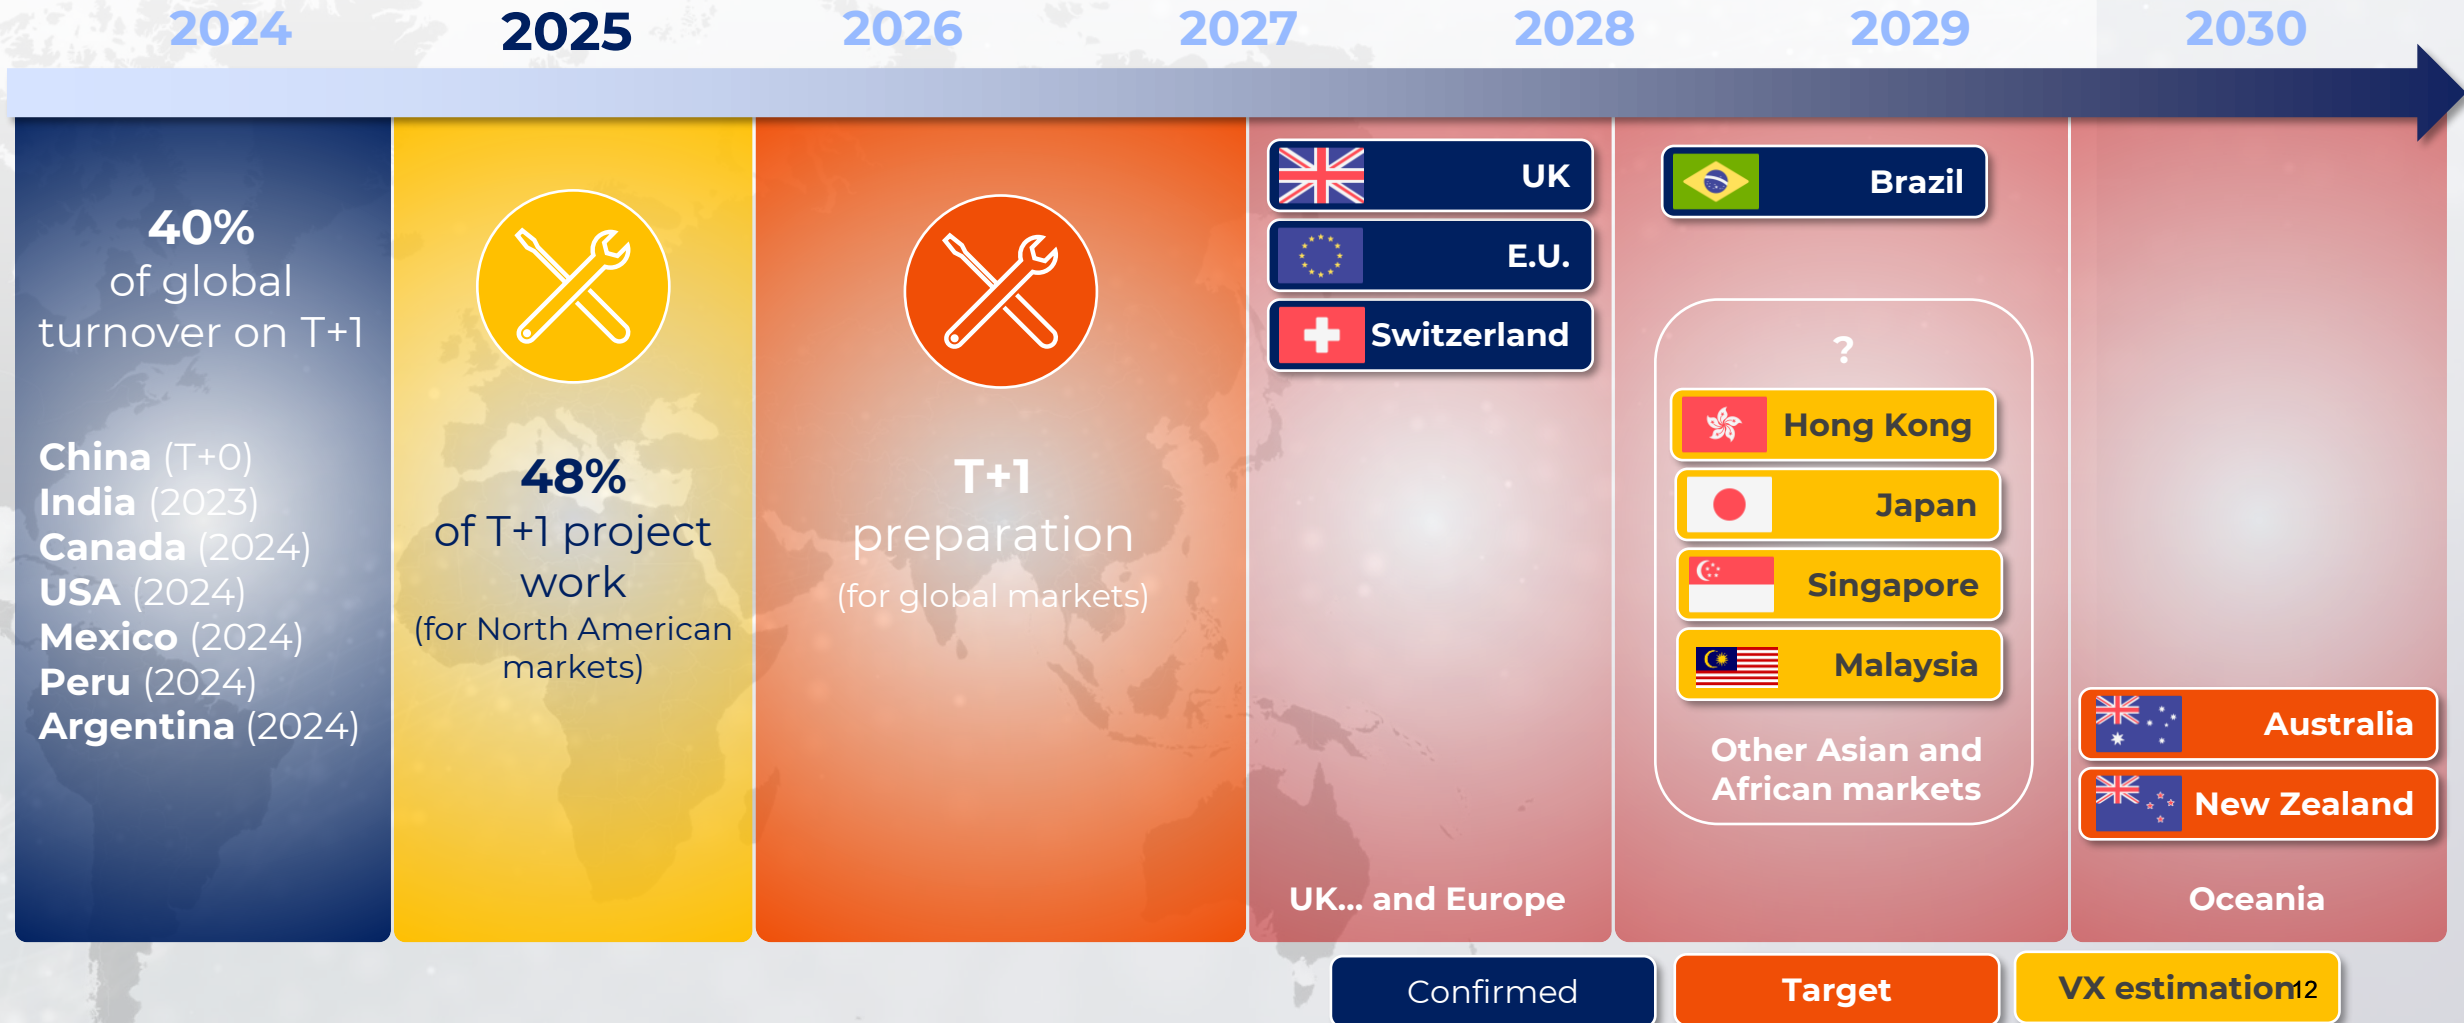 2024
2025
2026
2027
2028
2029
2030
40%
of global
turnover on T+1
China (T+0)
India (2023)
Canada (2024)
USA (2024)
Mexico (2024)
Peru (2024)
Argentina (2024)
48%
of T+1 project
work
(for North American
markets)
T+1
preparation
(for global markets)
UK
E.U.
Switzerland
UK... and Europe
Brazil
?
Hong Kong
Japan
Singapore
Malaysia
Other Asian and
African markets
Australia
New Zealand
Oceania
Confirmed
Target
VX estimation
12